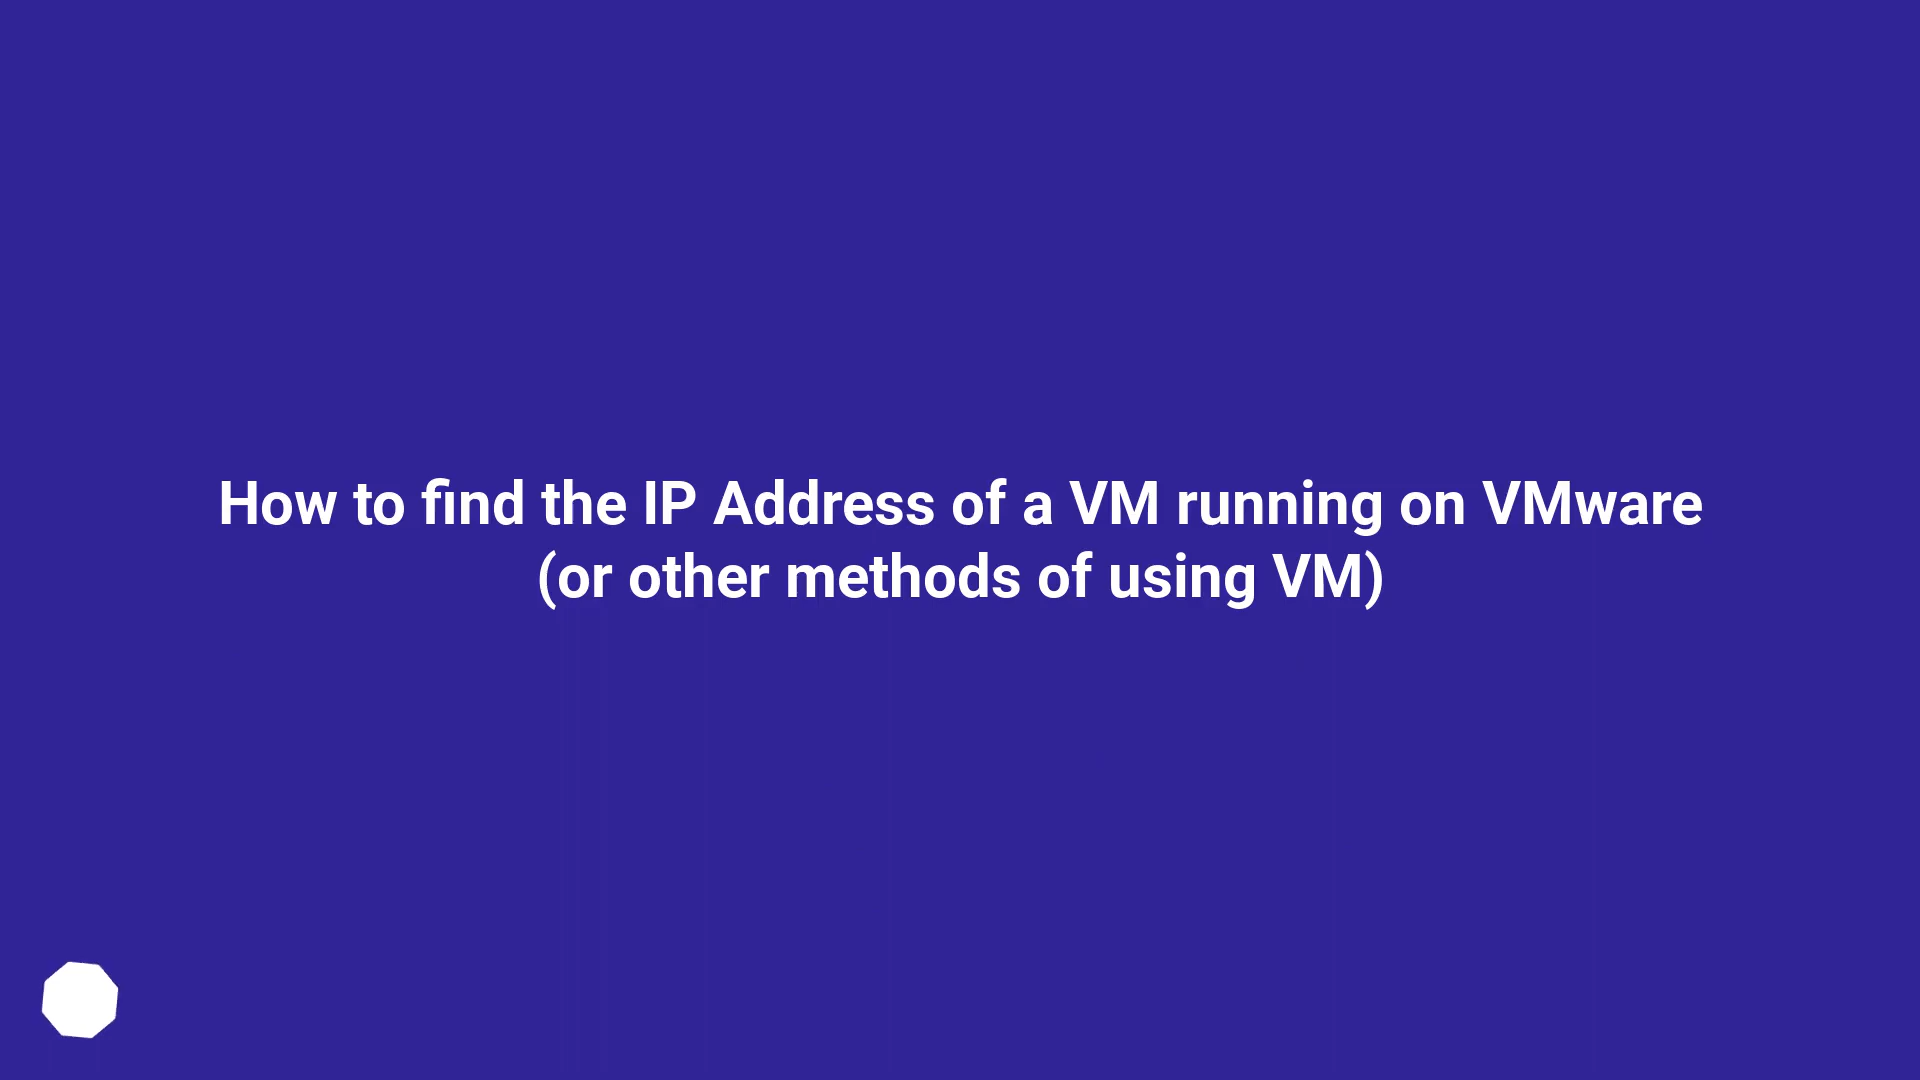 How to find the IP Address of a VM running on VMware
(or other methods of using VM)